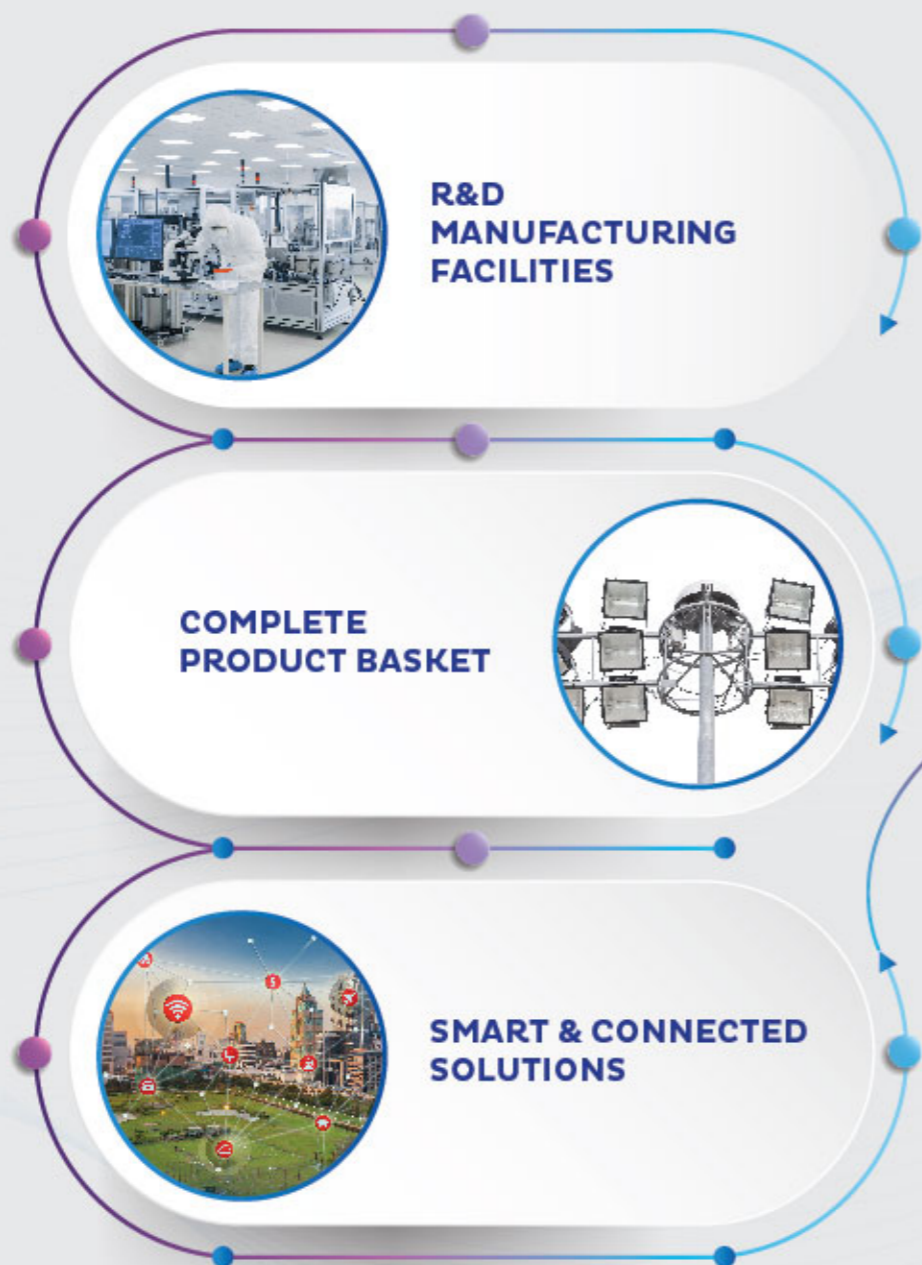 R&D
MANUFACTURING
FACILITIES
COMPLETE
PRODUCT BASKET
SMART & CONNECTED
SOLUTIONS